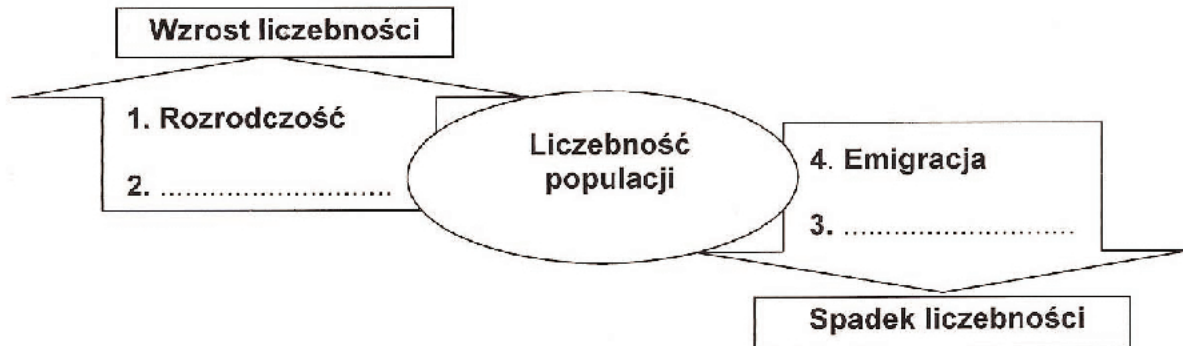 Wzrost liczebności
1. Rozrodczość
2. ............................
Liczebność
populacji
4. Emigracja
3. ............................
Spadek liczebności